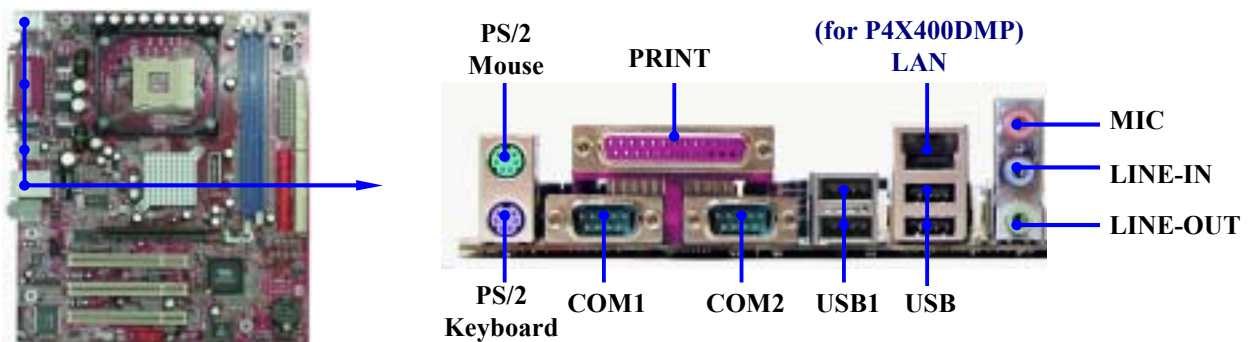 PS/2
Mouse
PRINT
(for P4X400DMP)
LAN
MIC
LINE-IN
LINE-OUT
PS/2
Keyboard
COM1
COM2
USB1
USB